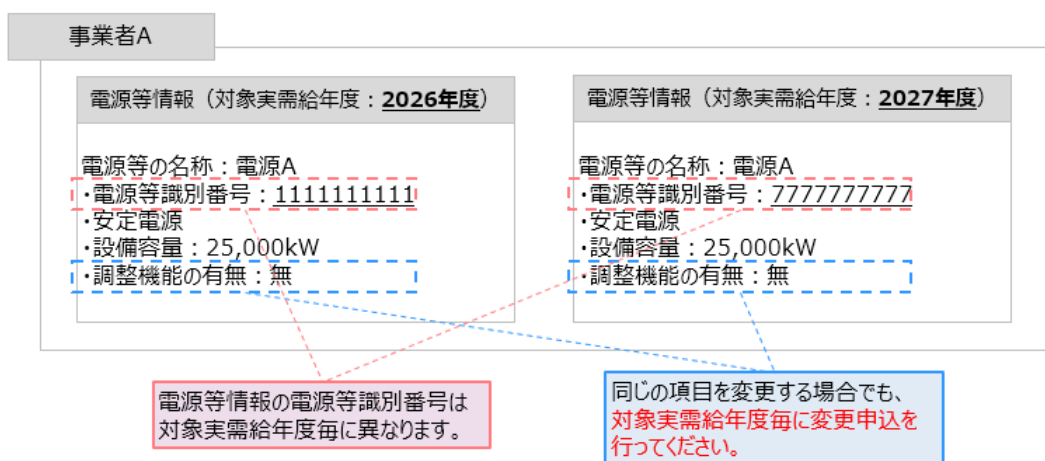 事業者A
電源等情報（対象実需給年度：2026年度）
電源等の名称：電源A
・電源等識別番号：1111111111
・安定電源
・設備容量：25,000kW
・調整機能の有無：無
電源等情報（対象実需給年度：2027年度）
電源等の名称：電源A
・電源等識別番号：7777777777
・安定電源
・設備容量：25,000kW
・調整機能の有無：無
電源等情報の電源等識別番号は
対象実需給年度毎に異なります。
同じの項目を変更する場合でも、
対象実需給年度毎に変更申込を
行ってください。